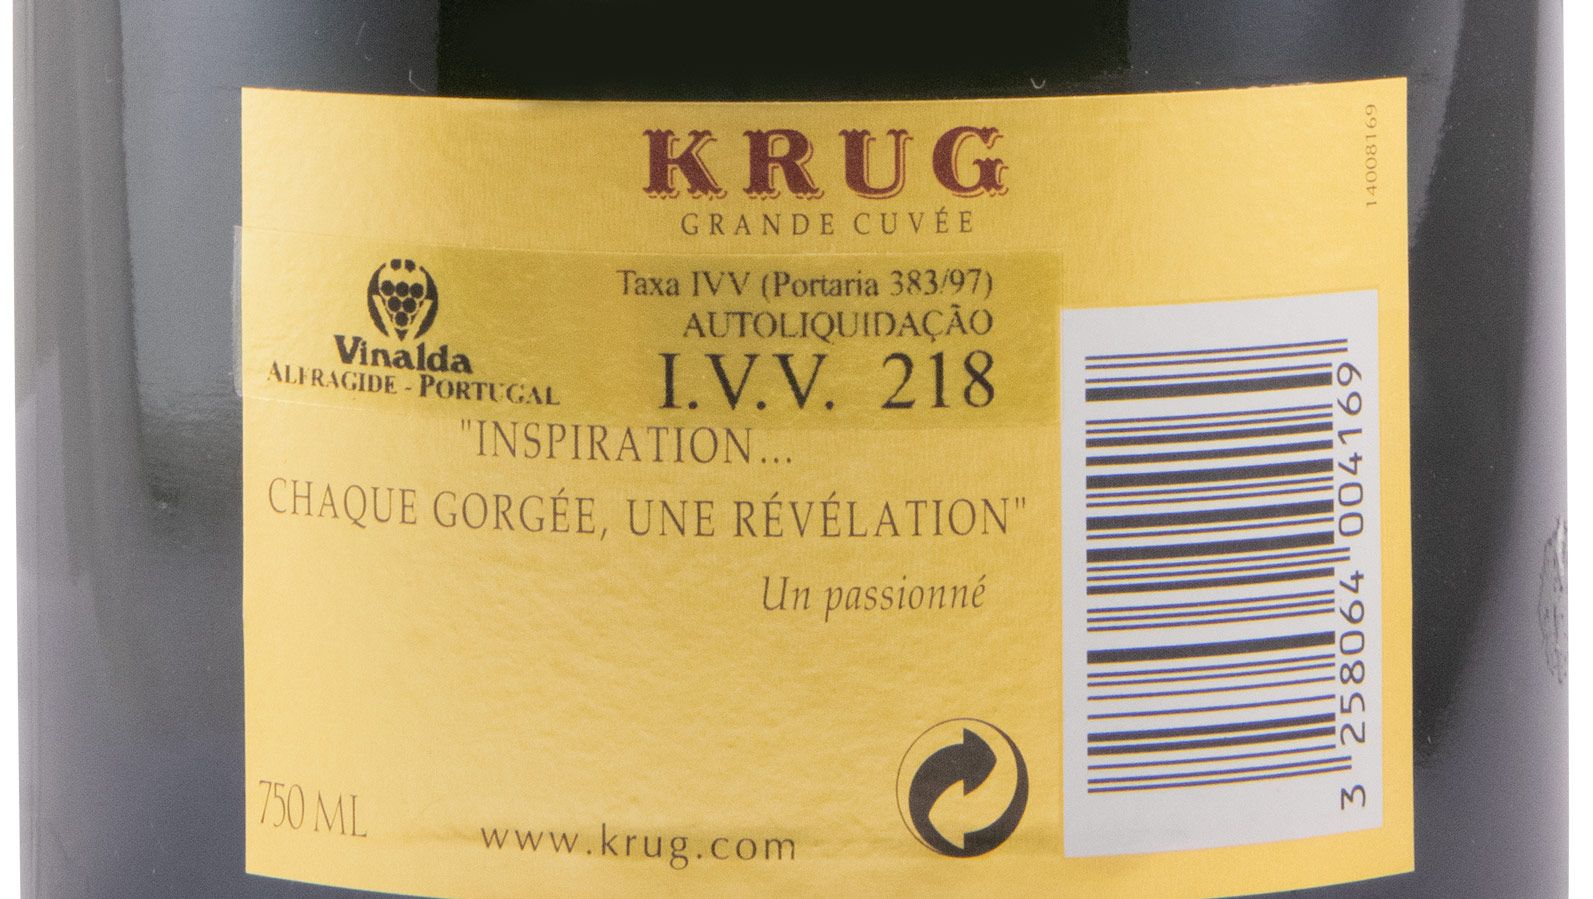 KRUG
GRANDE CUVÉE
14008169
Taxa IVV (Portaria 383/97)
AUTOLIQUIDAÇÃO
I.V.V. 218
Vinalda
ALFRAGIDE - PORTUGAL
"INSPIRATION...
CHAQUE GORGÉE, UNE RÉVÉLATION"
Un passionné
750 ML
www.krug.com
3 258064 004169